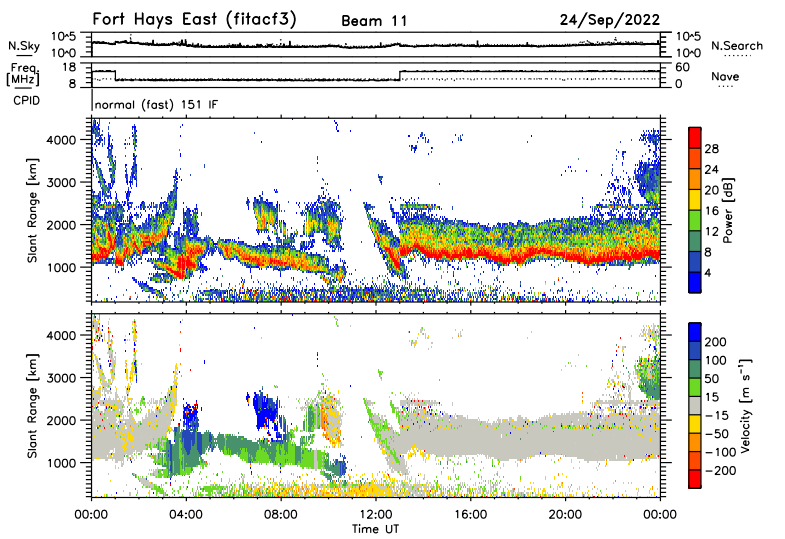 Fort Hays East (fitacf3) Beam 11 24/Sep/2022
N.Sky 10^5 10^0 10^5 10^0 N.Search
Freq. [MHz] 18 8 60 0 Nave
CPID normal (fast) 151 IF
Slant Range [km] 4000 3000 2000 1000
Power [dB] 28 24 20 16 12 8 4
Slant Range [km] 4000 3000 2000 1000
Velocity [m s⁻¹] 200 100 50 15 −15 −50 −100 −200
00:00 04:00 08:00 12:00 16:00 20:00 00:00
Time UT